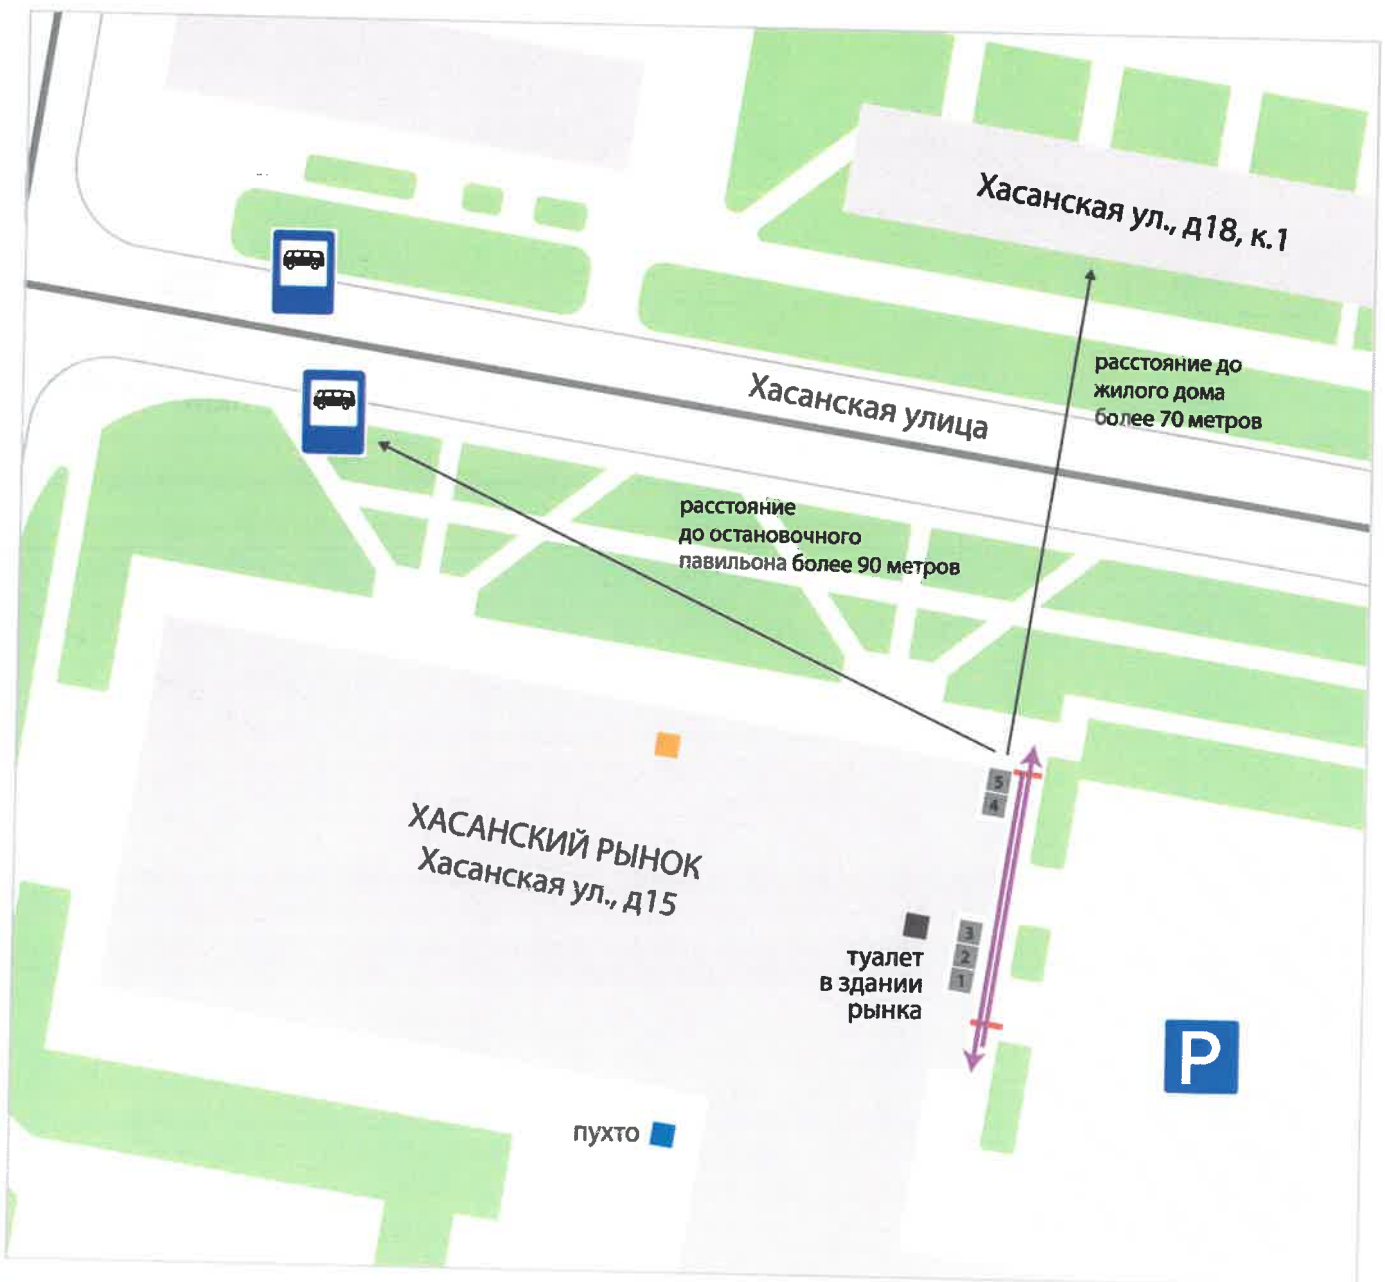 Хасанская ул., д18, к.1
расстояние до
жилого дома
более 70 метров
Хасанская улица
расстояние
до остановочного
павильона более 90 метров
5
4
ХАСАНСКИЙ РЫНОК
Хасанская ул., д15
3
2
1
туалет
в здании
рынка
P
пухто